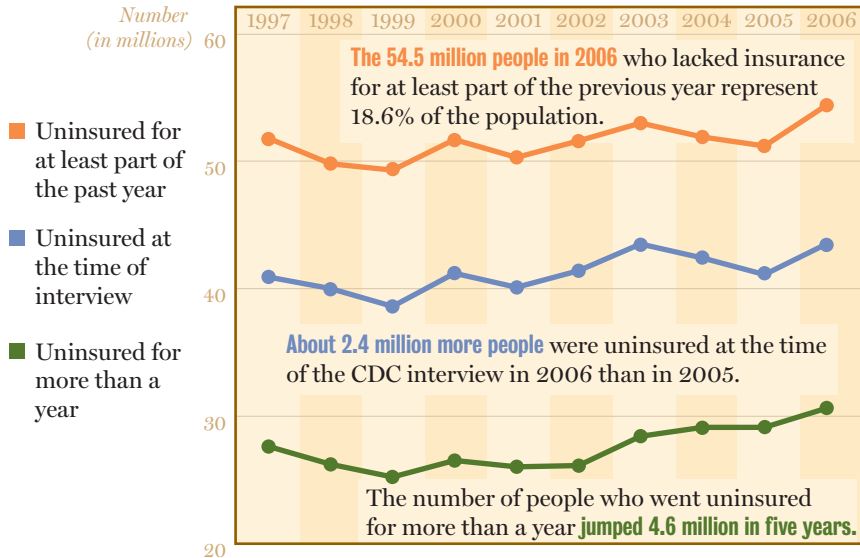 Number
(in millions)
1997 1998 1999 2000 2001 2002 2003 2004 2005 2006
60
50
40
30
20
Uninsured for
at least part of
the past year
Uninsured at
the time of
interview
Uninsured for
more than a
year
The 54.5 million people in 2006 who lacked insurance
for at least part of the previous year represent
18.6% of the population.
About 2.4 million more people were uninsured at the time
of the CDC interview in 2006 than in 2005.
The number of people who went uninsured
for more than a year jumped 4.6 million in five years.